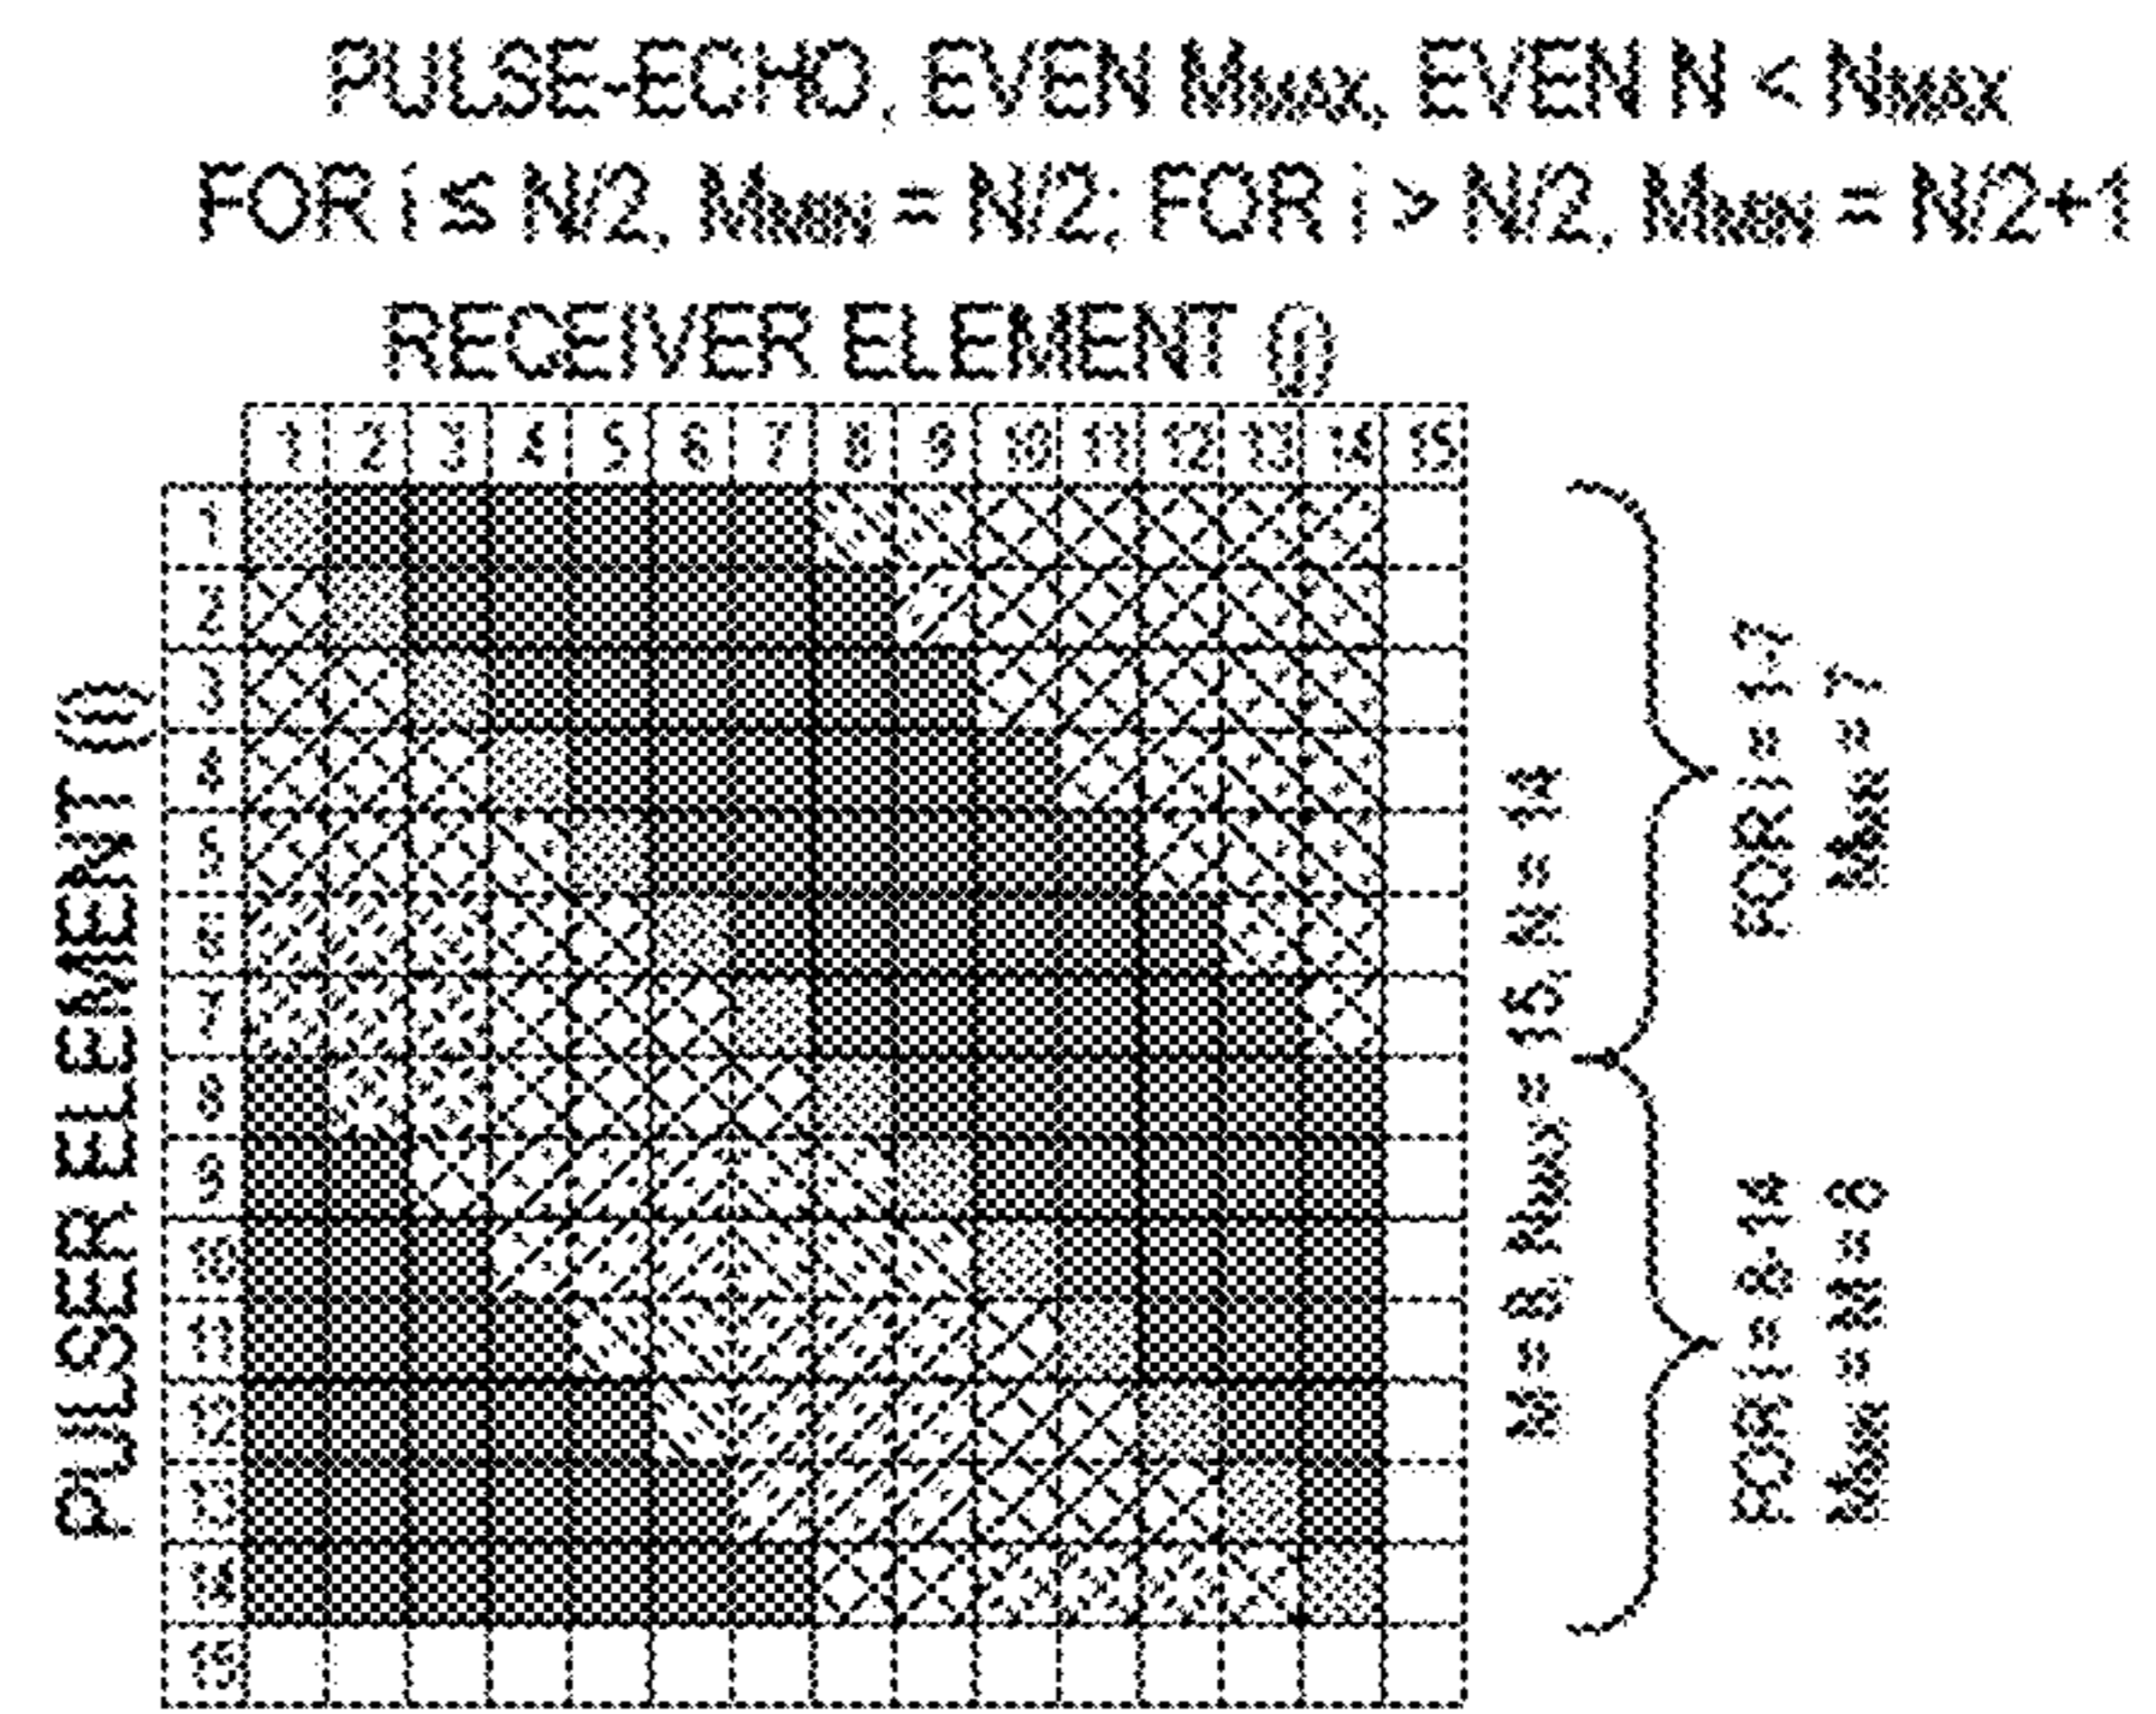 PULSE-ECHO, EVEN MMAX, EVEN N < NMAX
FOR i ≤ N/2, MMIN = N/2; FOR i > N/2, MMIN = N/2+1
RECEIVER ELEMENT (j)
1 2 3 4 5 6 7 8 9 10 11 12 13 14 15
PULSER ELEMENT (i)
1
2
3
4
5
6
7
8
9
10
11
12
13
14
15
M = 8, NMAX = 15, N = 14
FOR i = 1-7
MMIN = 7
FOR i = 8-14
MMIN = M = 8